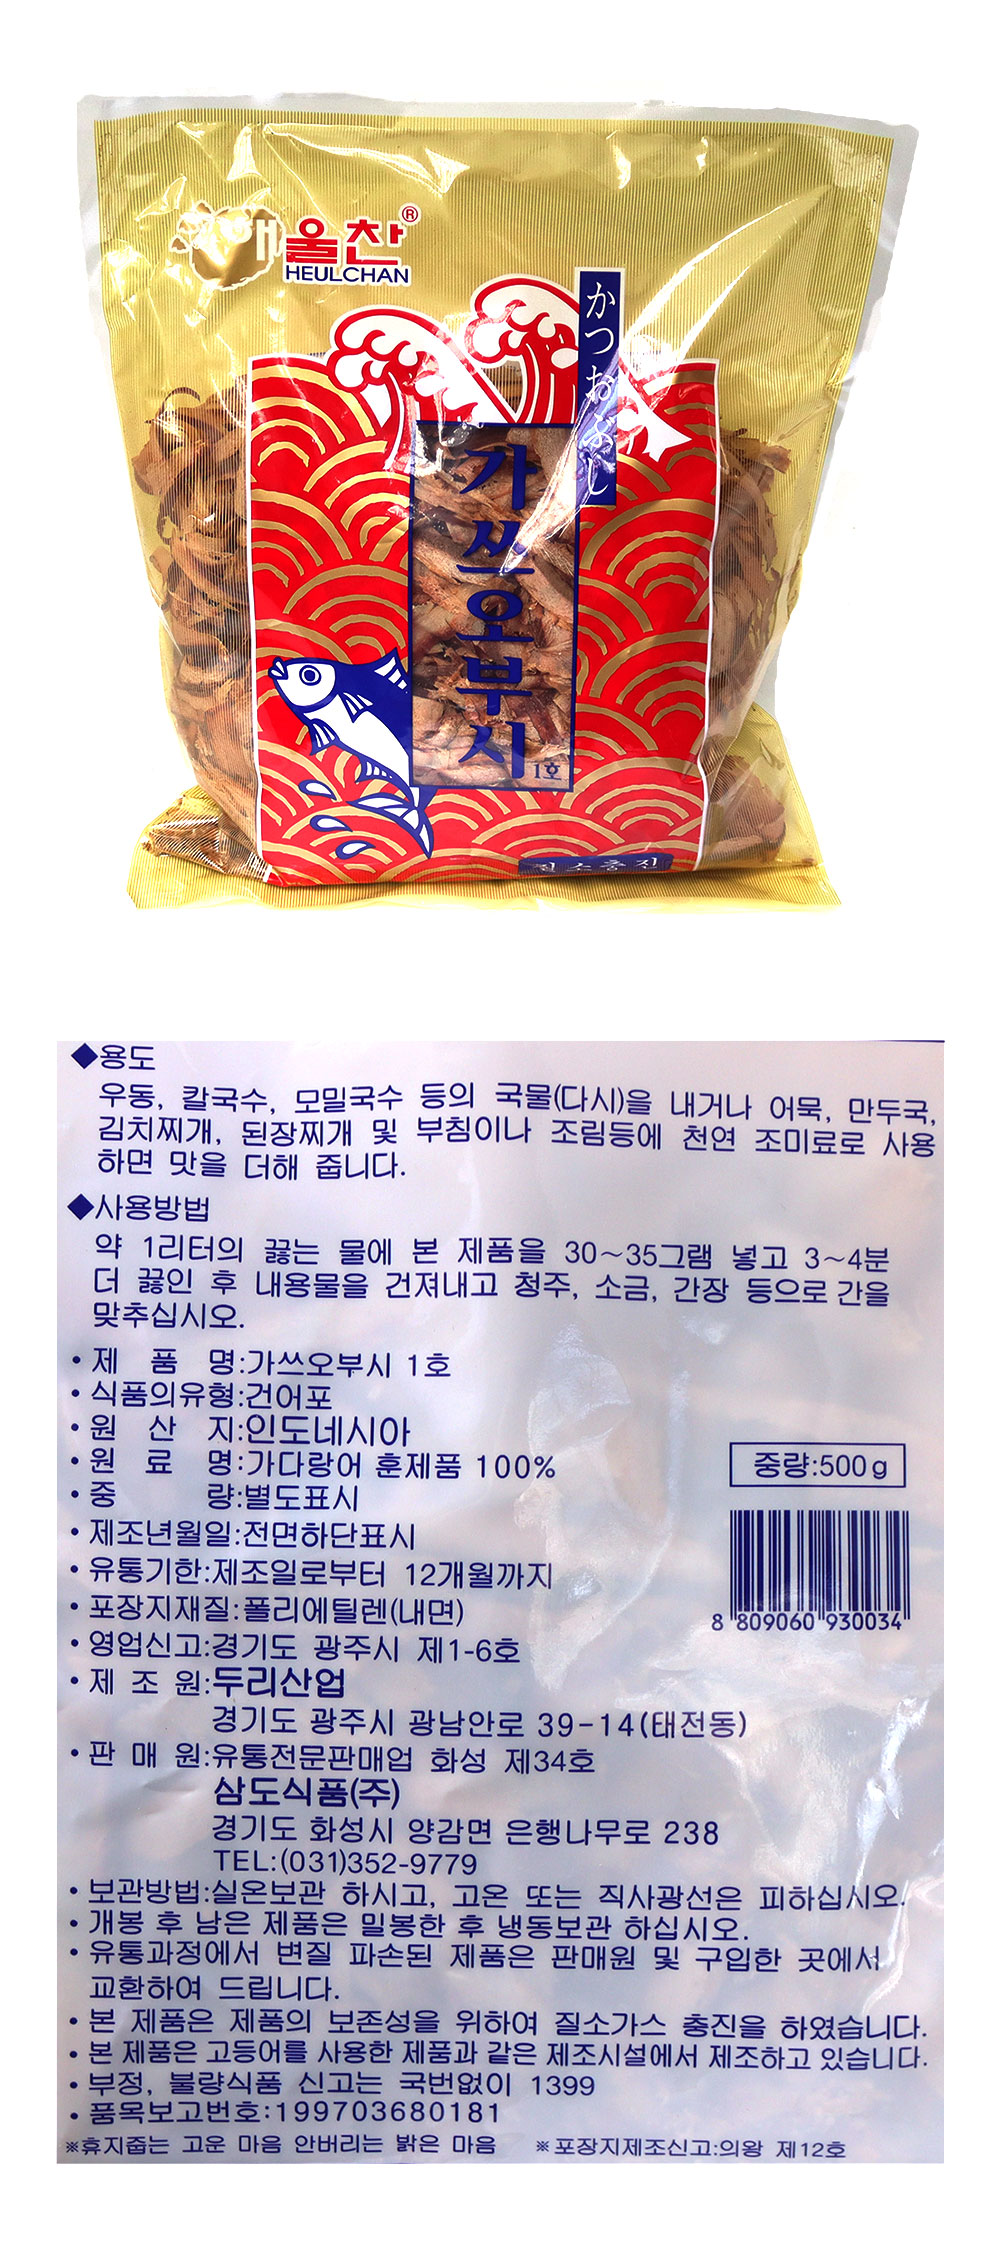 해울찬®
HEULCHAN
かつおぶし
가쓰오부시
1호
질소충진
◆용도
우동, 칼국수, 모밀국수 등의 국물(다시)을 내거나 어묵, 만두국,
김치찌개, 된장찌개 및 부침이나 조림등에 천연 조미료로 사용
하면 맛을 더해 줍니다.
◆사용방법
약 1리터의 끓는 물에 본 제품을 30~35그램 넣고 3~4분
더 끓인 후 내용물을 건져내고 청주, 소금, 간장 등으로 간을
맞추십시오.
• 제 품 명:가쓰오부시 1호
• 식품의유형:건어포
• 원 산 지:인도네시아
• 원 료 명:가다랑어 훈제품 100%
• 중 량:별도표시
중량:500g
• 제조년월일:전면하단표시
• 유통기한:제조일로부터 12개월까지
• 포장지재질:폴리에틸렌(내면)
8 809060 930034
• 영업신고:경기도 광주시 제1-6호
• 제 조 원:두리산업
경기도 광주시 광남안로 39-14(태전동)
• 판 매 원:유통전문판매업 화성 제34호
삼도식품(주)
경기도 화성시 양감면 은행나무로 238
TEL:(031)352-9779
• 보관방법:실온보관 하시고, 고온 또는 직사광선은 피하십시오.
• 개봉 후 남은 제품은 밀봉한 후 냉동보관 하십시오.
• 유통과정에서 변질 파손된 제품은 판매원 및 구입한 곳에서
교환하여 드립니다.
• 본 제품은 제품의 보존성을 위하여 질소가스 충진을 하였습니다.
• 본 제품은 고등어를 사용한 제품과 같은 제조시설에서 제조하고 있습니다.
• 부정, 불량식품 신고는 국번없이 1399
• 품목보고번호:199703680181
※휴지줍는 고운 마음 안버리는 밝은 마음 ※포장지제조신고:의왕 제12호